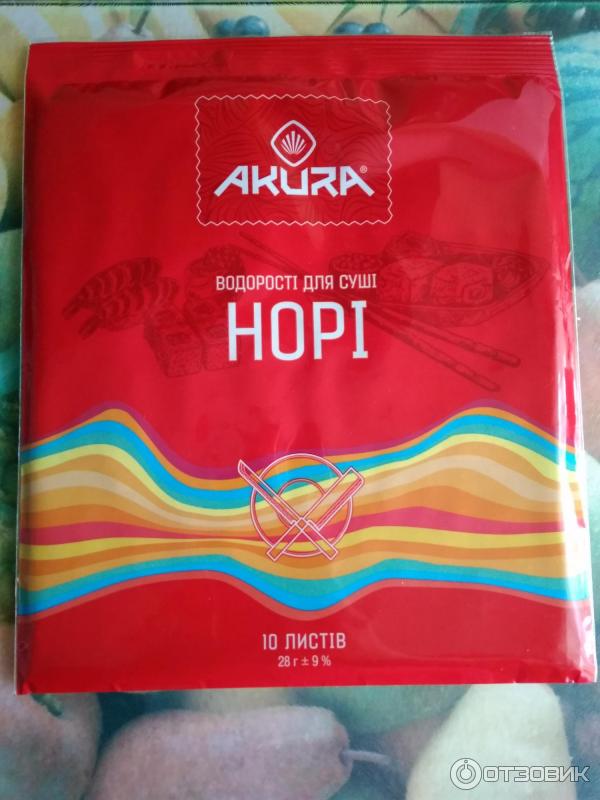 AKURA®
ВОДОРОСТІ ДЛЯ СУШІ
НОРІ
10 ЛИСТІВ
28 г ± 9 %
ОТЗОВИК